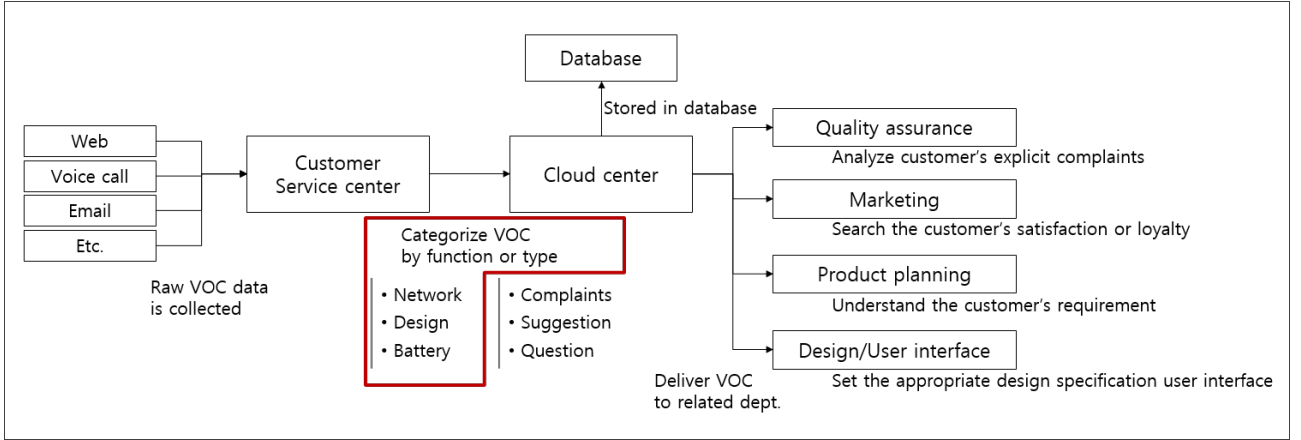 Database
Stored in database
Web
Voice call
Email
Etc.
Raw VOC data
is collected
Customer
Service center
Cloud center
Categorize VOC
by function or type
• Network
• Design
• Battery
• Complaints
• Suggestion
• Question
Deliver VOC
to related dept.
Quality assurance
Analyze customer’s explicit complaints
Marketing
Search the customer’s satisfaction or loyalty
Product planning
Understand the customer’s requirement
Design/User interface
Set the appropriate design specification user interface